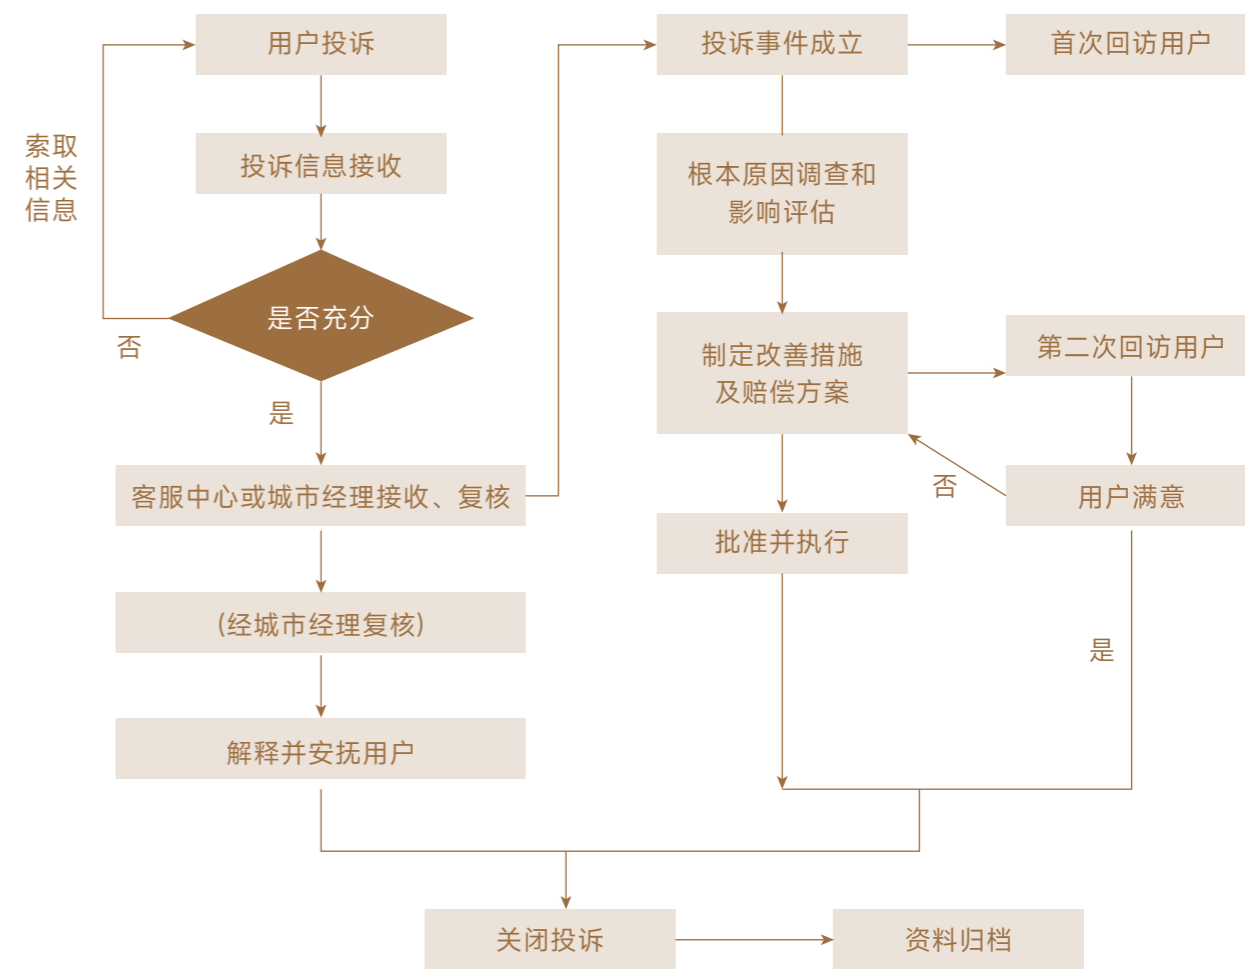 用户投诉
投诉信息接收
索取
相关
信息
是否充分
否
是
客服中心或城市经理接收、复核
(经城市经理复核)
解释并安抚用户
投诉事件成立
首次回访用户
根本原因调查和
影响评估
制定改善措施
及赔偿方案
第二次回访用户
否
用户满意
批准并执行
是
关闭投诉
资料归档